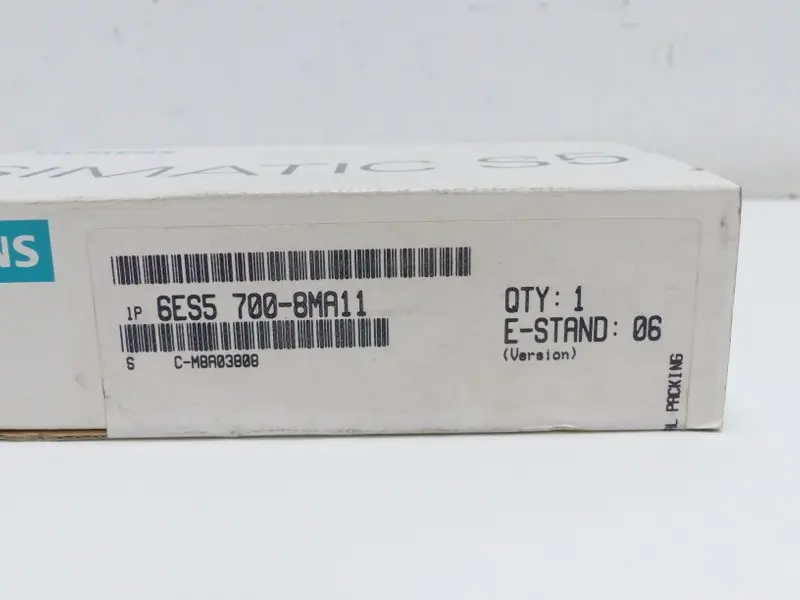 SIMATIC S5
NS
1P 6ES5 700-8MA11
S C-M8A03808
QTY: 1
E-STAND: 06
(Version)
L PACKING